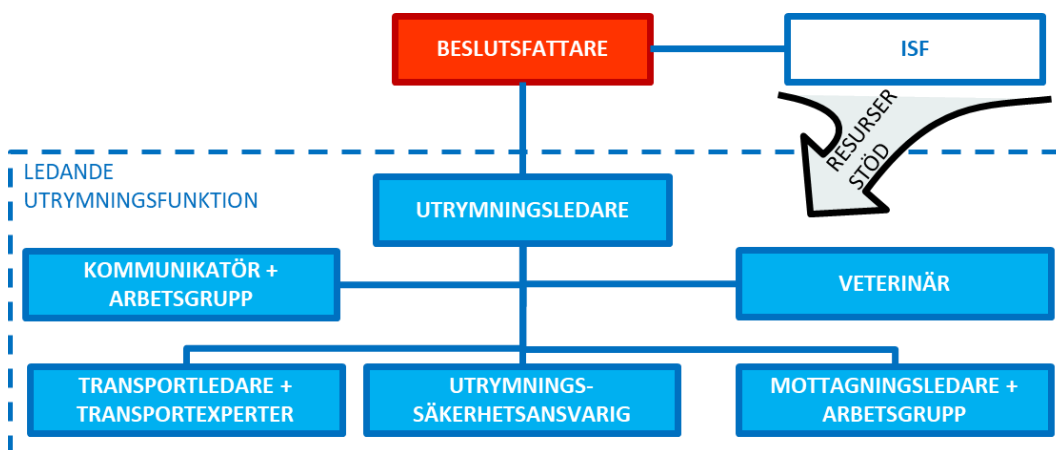 BESLUTSFATTARE
ISF
RESURSER
STÖD
LEDANDE
UTRYMNINGSFUNKTION
UTRYMNINGSLEDARE
KOMMUNIKATÖR +
ARBETSGRUPP
VETERINÄR
TRANSPORTLEDARE +
TRANSPORTEXPERTER
UTRYMNINGS-
SÄKERHETSANSVARIG
MOTTAGNINGSLEDARE +
ARBETSGRUPP